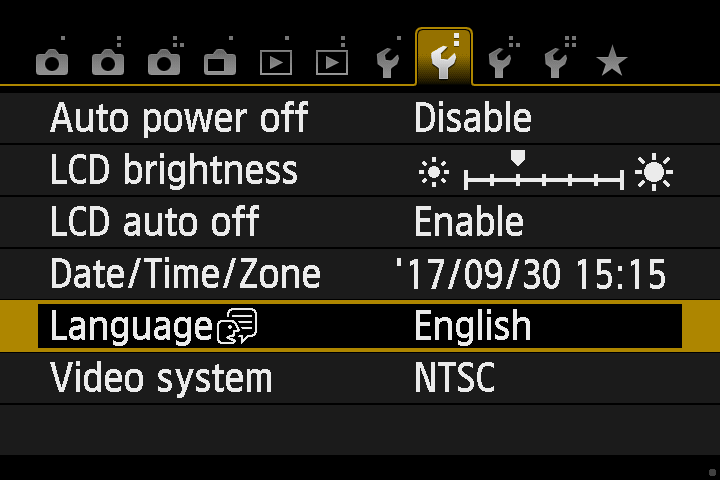 Auto power off Disable
LCD brightness
LCD auto off Enable
Date/Time/Zone '17/09/30 15:15
Language English
Video system NTSC